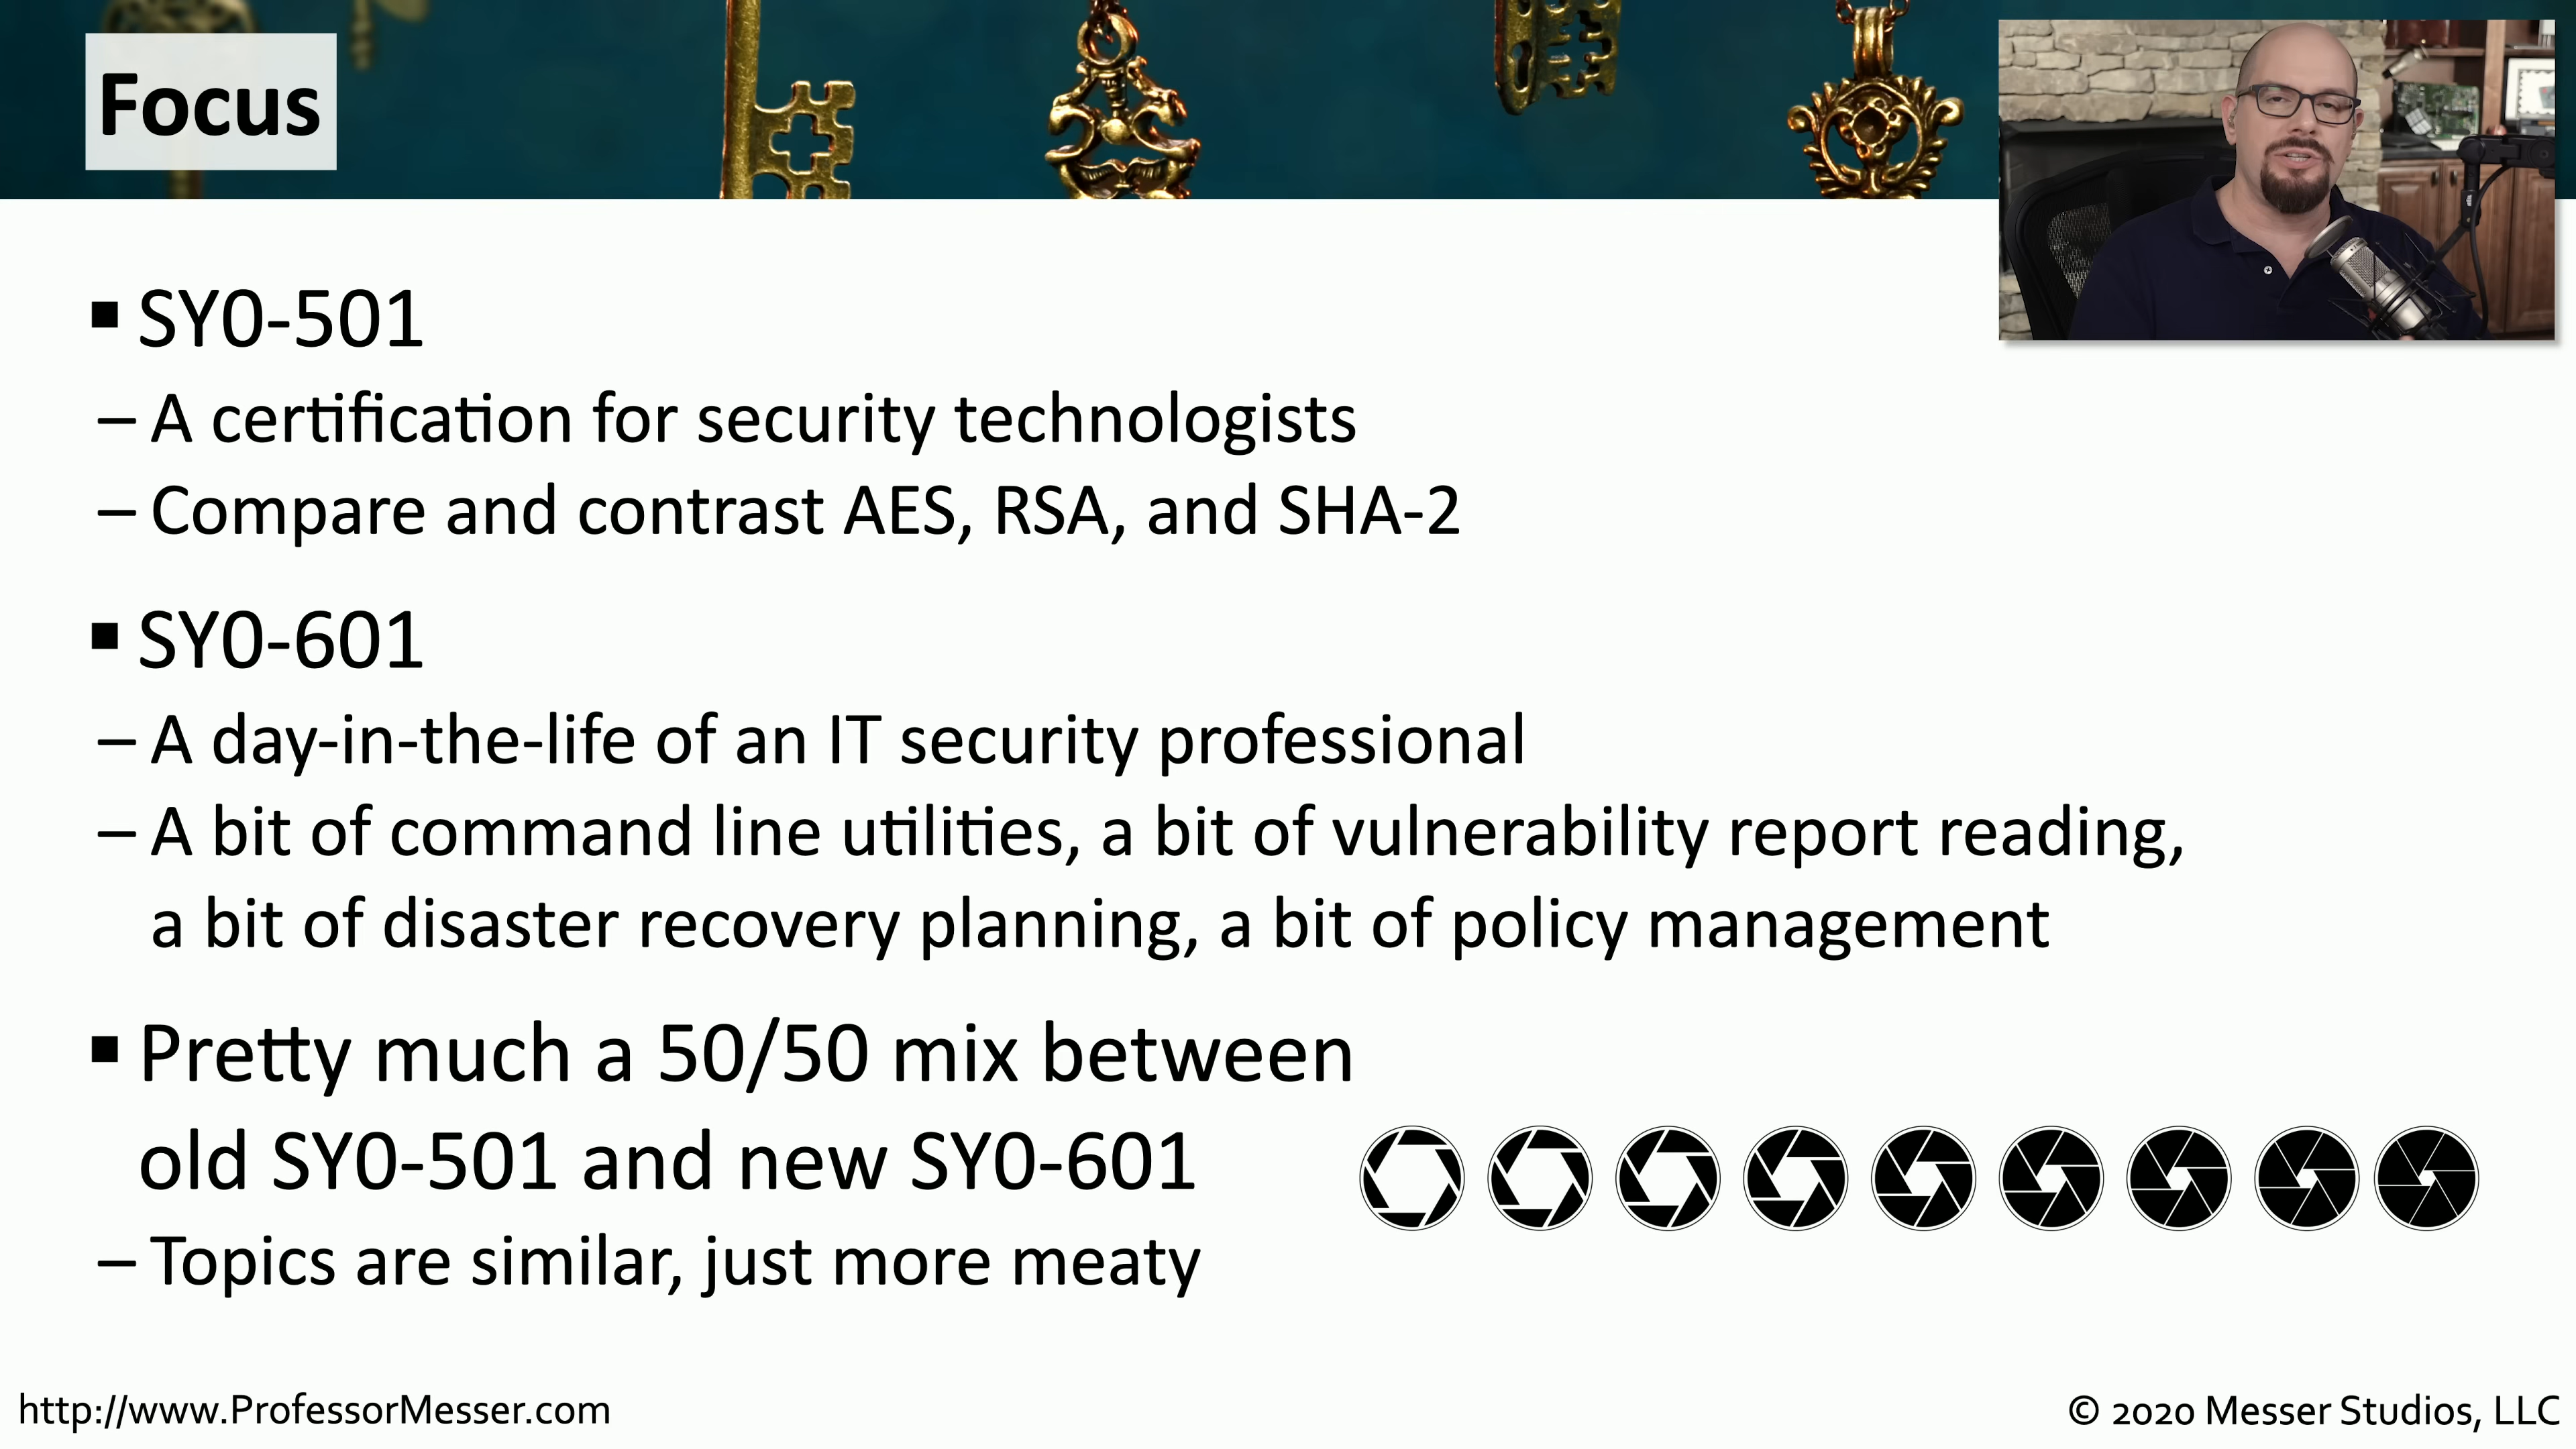 Focus
▪ SY0-501
– A certification for security technologists
– Compare and contrast AES, RSA, and SHA-2
▪ SY0-601
– A day-in-the-life of an IT security professional
– A bit of command line utilities, a bit of vulnerability report reading,
a bit of disaster recovery planning, a bit of policy management
▪ Pretty much a 50/50 mix between
old SY0-501 and new SY0-601
– Topics are similar, just more meaty
http://www.ProfessorMesser.com
© 2020 Messer Studios, LLC